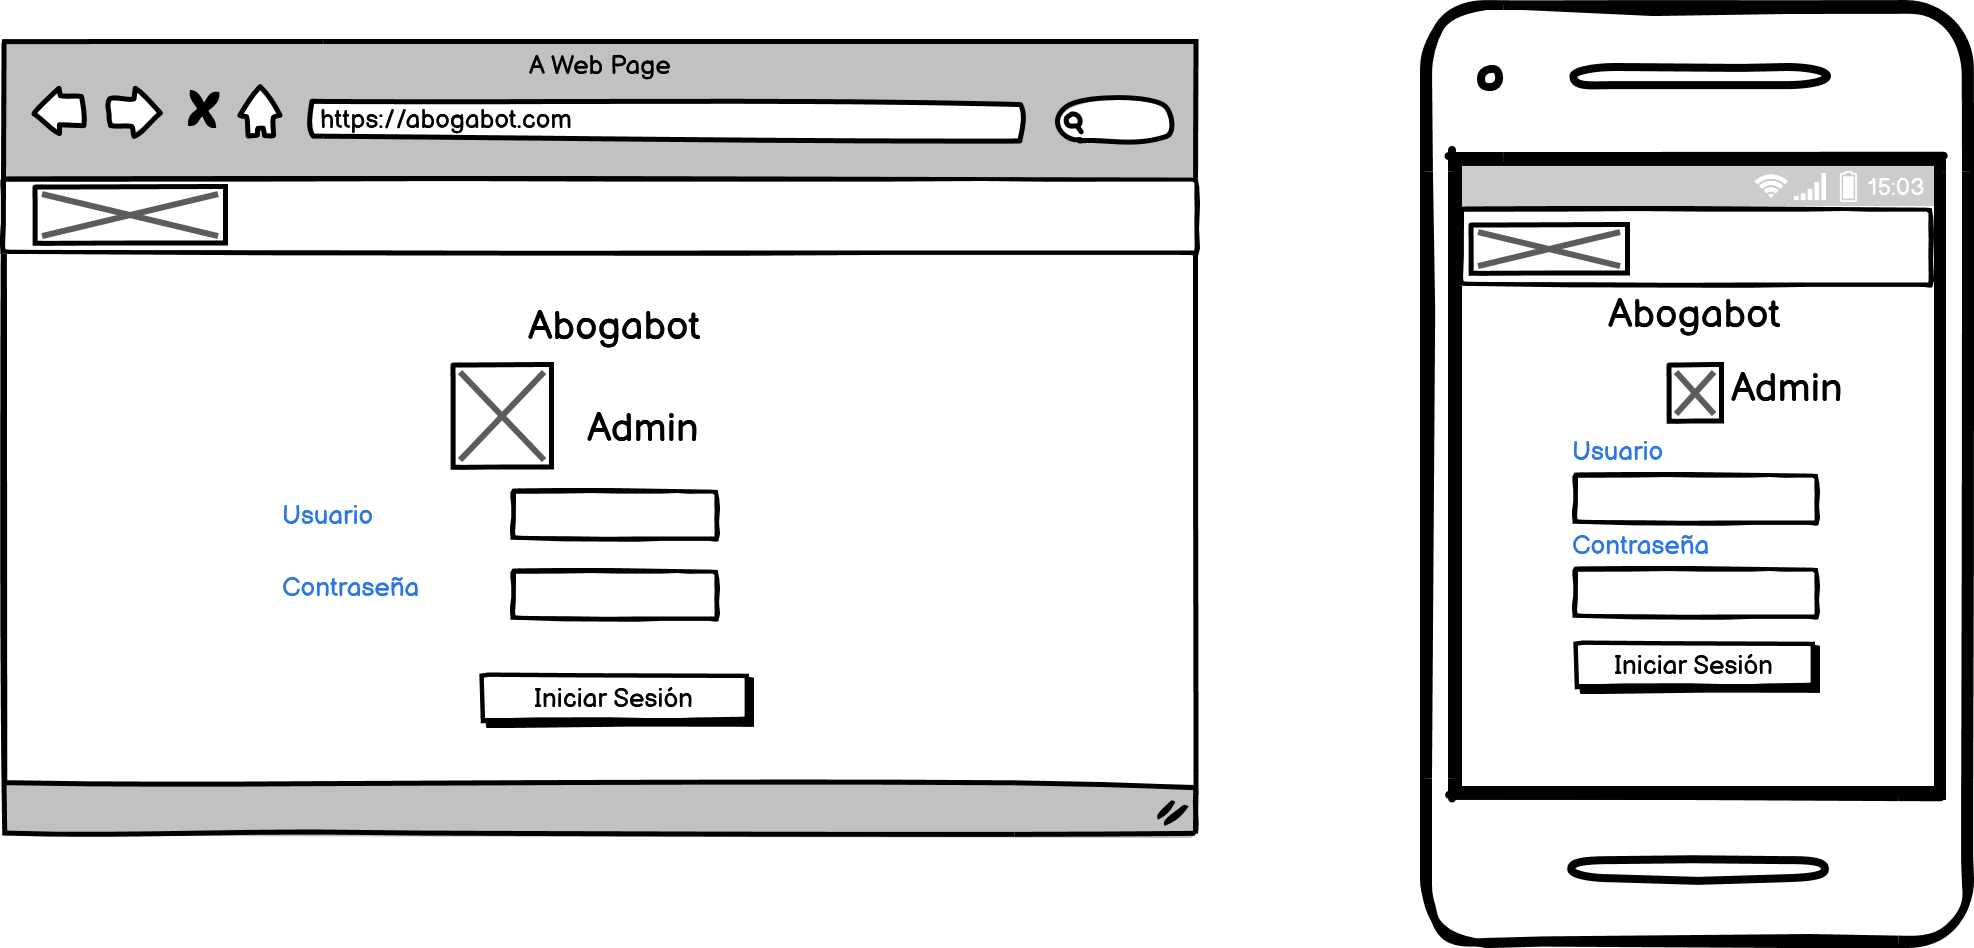 A Web Page
https://abogabot.com
Abogabot
Admin
Usuario
Contraseña
Iniciar Sesión
15:03
Abogabot
Admin
Usuario
Contraseña
Iniciar Sesión